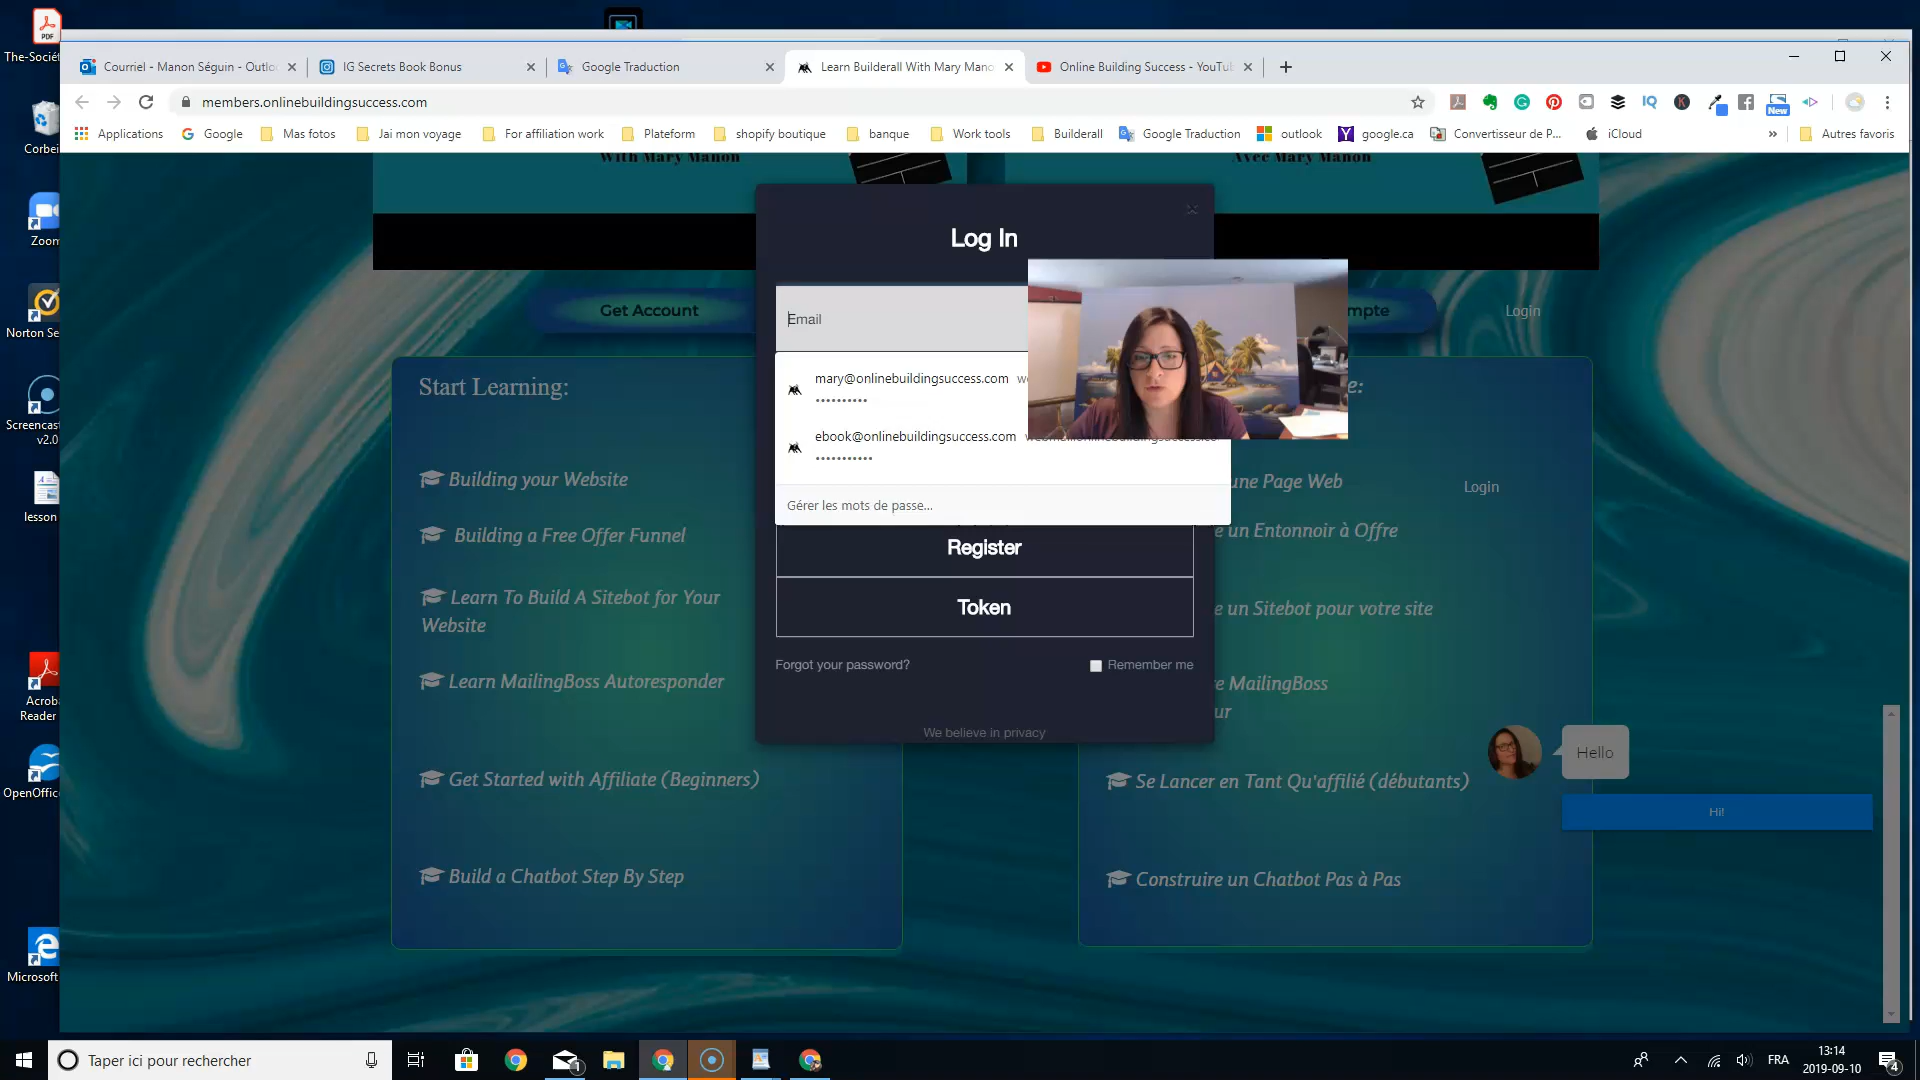 The-Sociét
Courriel - Manon Séguin - Outlo
IG Secrets Book Bonus
Google Traduction
Learn Builderall With Mary Mano
Online Building Success - YouTu
members.onlinebuildingsuccess.com
New
Applications
Google
Mas fotos
Jai mon voyage
For affiliation work
Plateform
shopify boutique
banque
Work tools
Builderall
Google Traduction
outlook
google.ca
Convertisseur de P...
iCloud
»
Autres favoris
Corbei
Zoom
Norton Se
Screencast
v2.0
lesson
Acroba
Reader
OpenOffic
Microsoft
With Mary Manon
Avec Mary Manon
Log In
Email
mary@onlinebuildingsuccess.com
••••••••••
ebook@onlinebuildingsuccess.com
•••••••••••
Gérer les mots de passe...
Register
Token
Forgot your password?
Remember me
We believe in privacy
Get Account
mpte
Login
Start Learning:
Building your Website
Building a Free Offer Funnel
Learn To Build A Sitebot for Your
Website
Learn MailingBoss Autoresponder
Get Started with Affiliate (Beginners)
Build a Chatbot Step By Step
e:
une Page Web
Login
e un Entonnoir à Offre
e un Sitebot pour votre site
e MailingBoss
ur
Se Lancer en Tant Qu'affilié (débutants)
Construire un Chatbot Pas à Pas
Hello
Hi!
Taper ici pour rechercher
1
FRA
13:14
2019-09-10
4